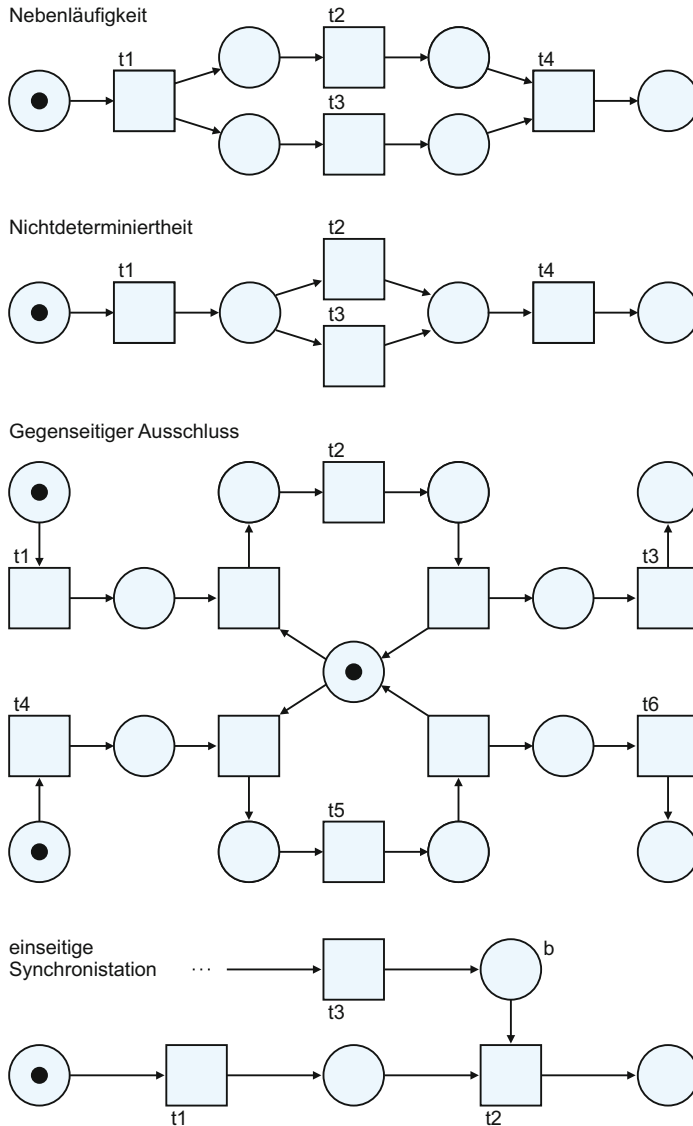 Nebenläufigkeit
t2
t1
t4
t3
Nichtdeterminiertheit
t2
t1
t4
t3
Gegenseitiger Ausschluss
t2
t1
t3
t4
t6
t5
einseitige
Synchronistation ...
b
t3
t1
t2